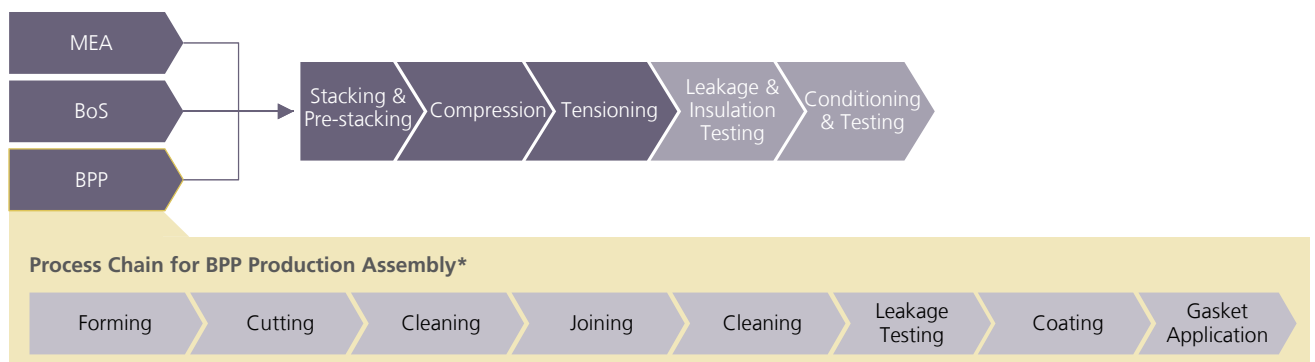 MEA
BoS
BPP
Stacking &
Pre-stacking
Compression
Tensioning
Leakage &
Insulation
Testing
Conditioning
& Testing
Process Chain for BPP Production Assembly*
Forming
Cutting
Cleaning
Joining
Cleaning
Leakage
Testing
Coating
Gasket
Application